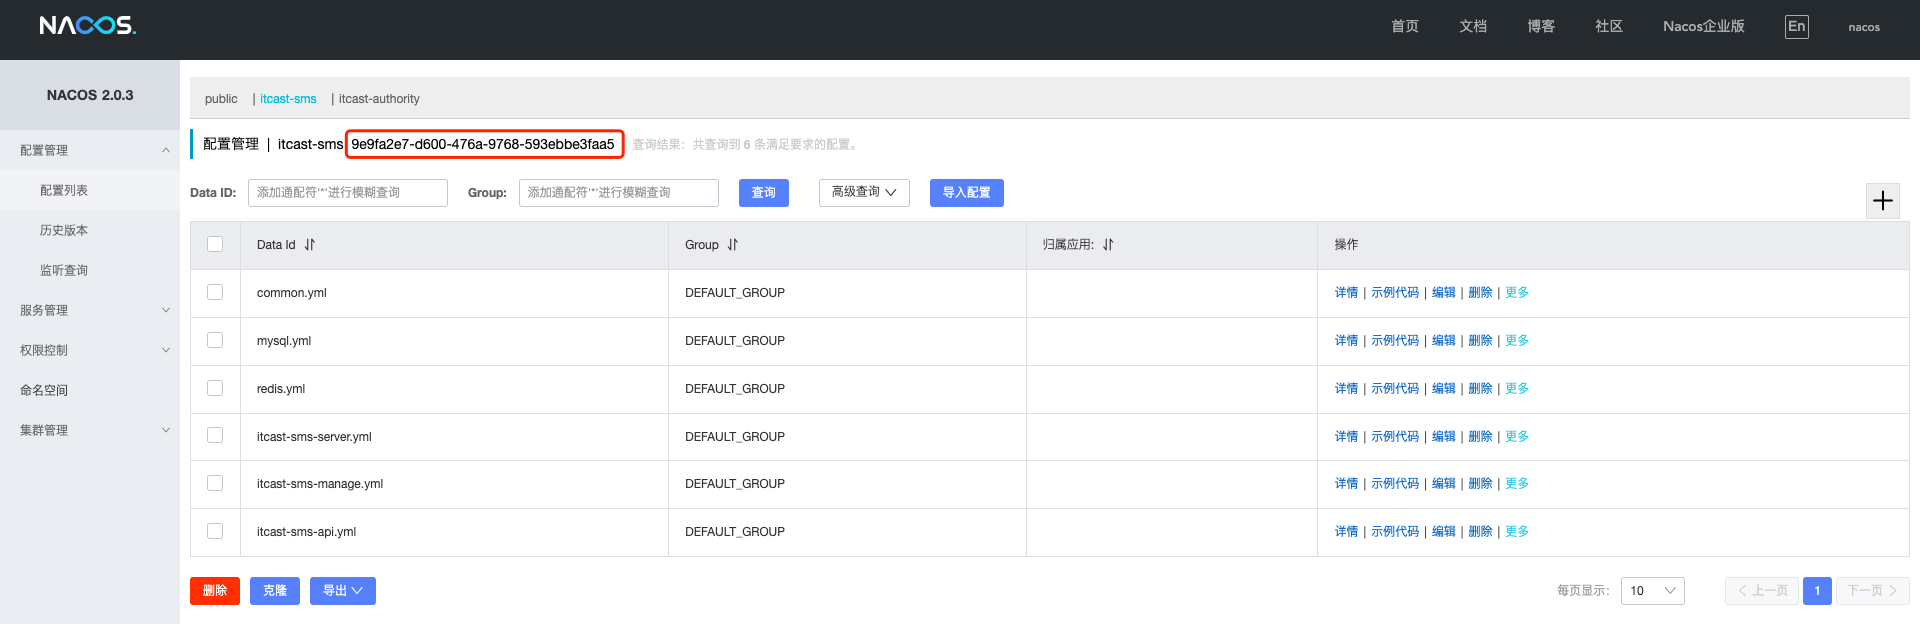 NACOS. 首页 文档 博客 社区 Nacos企业版 En nacos
NACOS 2.0.3
配置管理
配置列表
历史版本
监听查询
服务管理
权限控制
命名空间
集群管理
public | itcast-sms | itcast-authority
配置管理 | itcast-sms 9e9fa2e7-d600-476a-9768-593ebbe3faa5 查询结果：共查询到 6 条满足要求的配置。
Data ID: 添加通配符'*'进行模糊查询 Group: 添加通配符'*'进行模糊查询 查询 高级查询 导入配置
Data Id Group 归属应用: 操作
common.yml DEFAULT_GROUP 详情 | 示例代码 | 编辑 | 删除 | 更多
mysql.yml DEFAULT_GROUP 详情 | 示例代码 | 编辑 | 删除 | 更多
redis.yml DEFAULT_GROUP 详情 | 示例代码 | 编辑 | 删除 | 更多
itcast-sms-server.yml DEFAULT_GROUP 详情 | 示例代码 | 编辑 | 删除 | 更多
itcast-sms-manage.yml DEFAULT_GROUP 详情 | 示例代码 | 编辑 | 删除 | 更多
itcast-sms-api.yml DEFAULT_GROUP 详情 | 示例代码 | 编辑 | 删除 | 更多
删除 克隆 导出 每页显示: 10 上一页 1 下一页